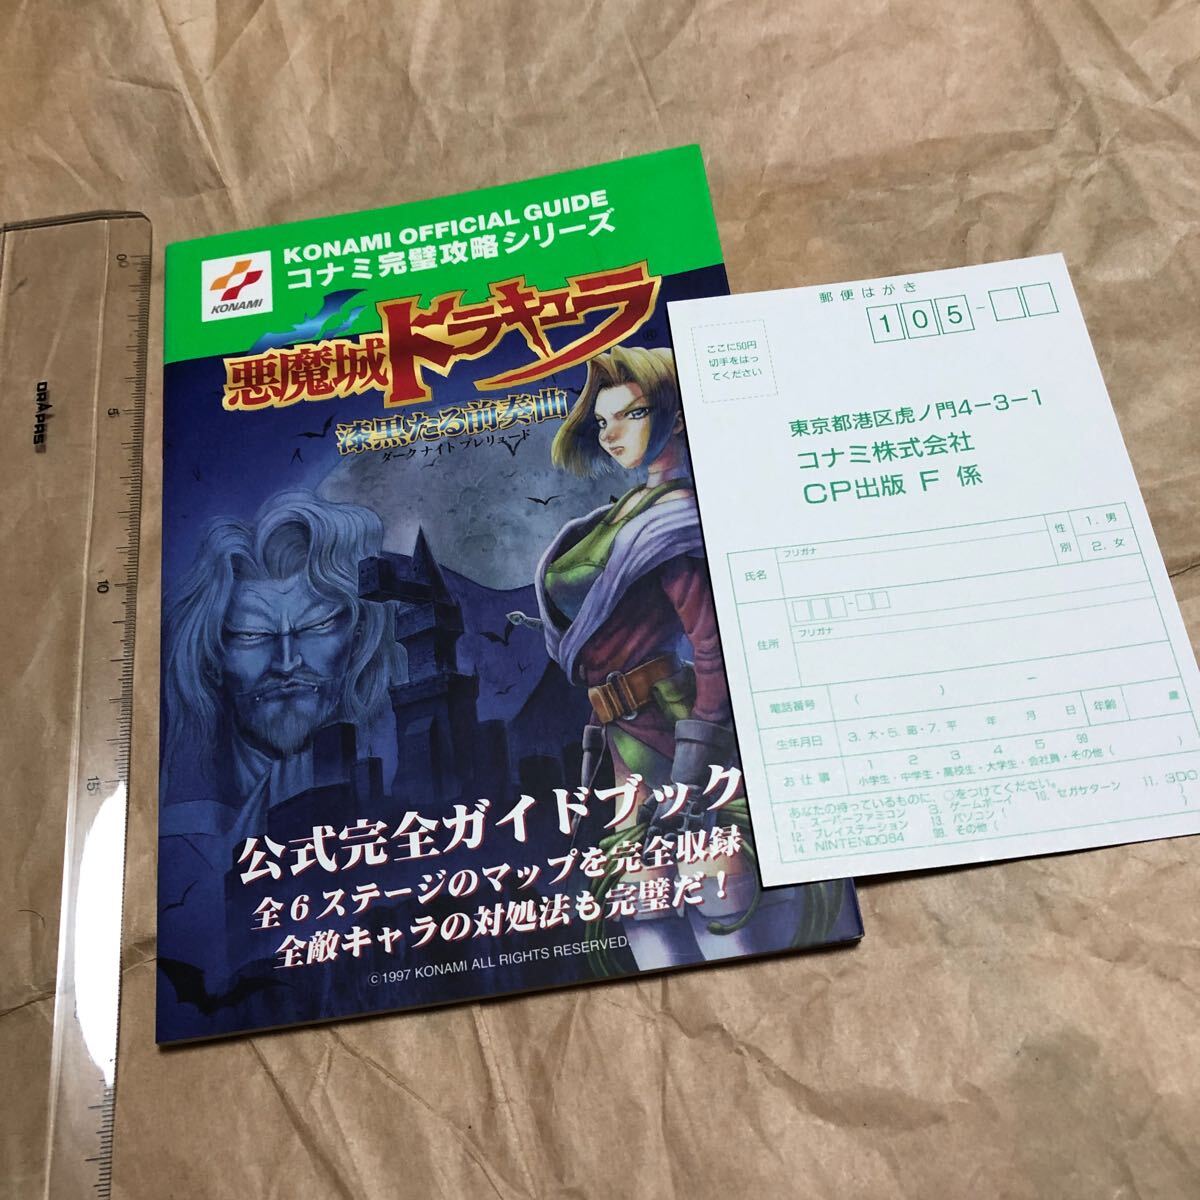 KONAMI
KONAMI OFFICIAL GUIDE
コナミ完璧攻略シリーズ
悪魔城ドラキュラ®
漆黒たる前奏曲
ダークナイトプレリュード
公式完全ガイドブック
全6ステージのマップを完全収録
全敵キャラの対処法も完璧だ!
©1997 KONAMI ALL RIGHTS RESERVED.
郵便はがき
105-
ここに50円
切手をはっ
てください
東京都港区虎ノ門4-3-1
コナミ株式会社
CP出版 F 係
氏名
フリガナ
性別
1. 男
2. 女
住所
フリガナ
電話番号
( ) -
生年月日
3. 大・5. 昭・7. 平 年 月 日
年齢
歳
お仕事
1 2 3 4 5 99
小学生・中学生・高校生・大学生・会社員・その他( )
あなたの持っているものに、○をつけてください。
1. スーパーファミコン 3. ゲームボーイ 10. セガサターン 11. 3DO
12. プレイステーション 13. パソコン( )
14. NINTENDO64 99. その他( )
DRAPAS
0
5
10
15